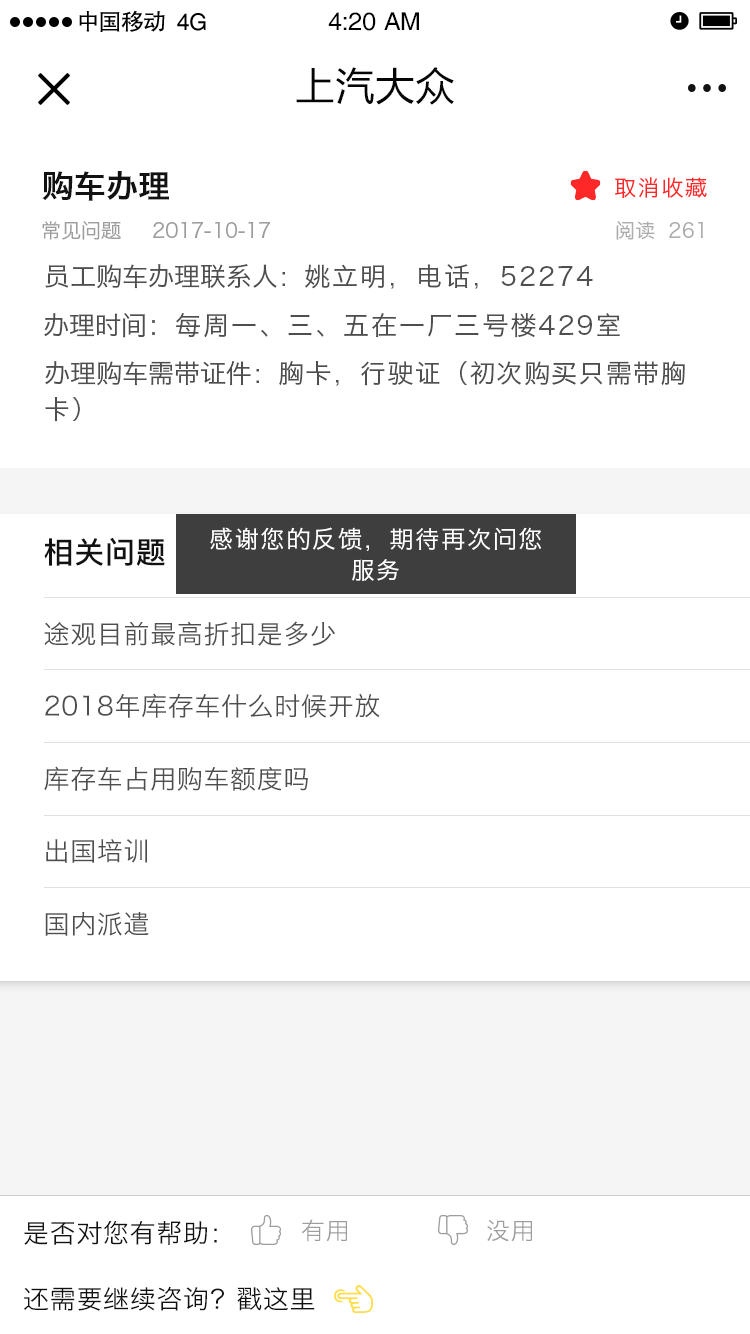 中国移动 4G 4:20 AM
上汽大众
购车办理 取消收藏
常见问题 2017-10-17 阅读 261
员工购车办理联系人：姚立明，电话，52274
办理时间：每周一、三、五在一厂三号楼429室
办理购车需带证件：胸卡，行驶证（初次购买只需带胸
卡）
相关问题
感谢您的反馈，期待再次问您
服务
途观目前最高折扣是多少
2018年库存车什么时候开放
库存车占用购车额度吗
出国培训
国内派遣
是否对您有帮助： 有用 没用
还需要继续咨询？戳这里